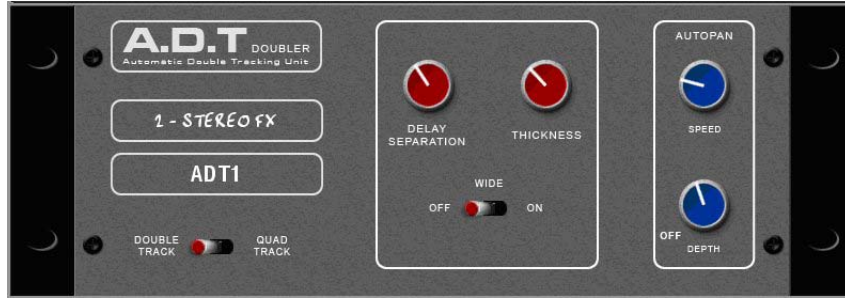 A.D.T DOUBLER
Automatic Double Tracking Unit
2 - STEREO FX
ADT1
DOUBLE
TRACK
QUAD
TRACK
DELAY
SEPARATION
THICKNESS
WIDE
OFF
ON
AUTOPAN
SPEED
OFF
DEPTH